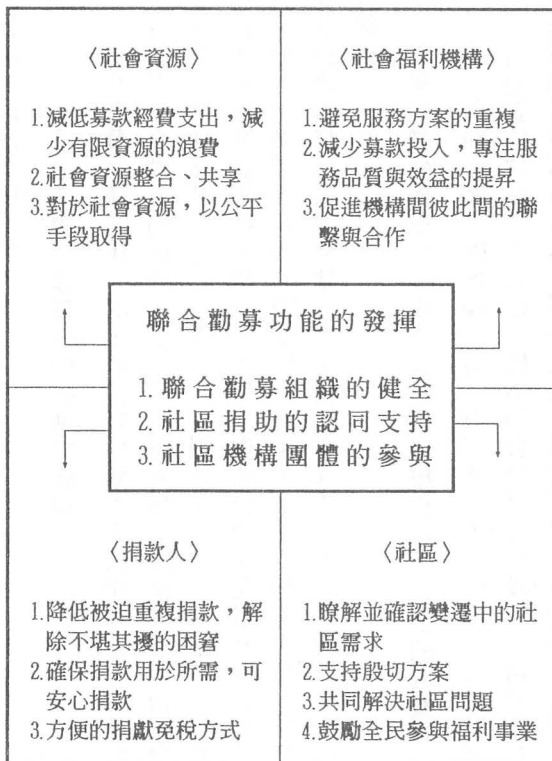 〈社會資源〉
1.減低募款經費支出，減
少有限資源的浪費
2.社會資源整合、共享
3.對於社會資源，以公平
手段取得
〈社會福利機構〉
1.避免服務方案的重複
2.減少募款投入，專注服
務品質與效益的提昇
3.促進機構間彼此間的聯
繫與合作
聯合勸募功能的發揮
1.聯合勸募組織的健全
2.社區捐助的認同支持
3.社區機構團體的參與
〈捐款人〉
1.降低被迫重複捐款，解
除不堪其擾的困窘
2.確保捐款用於所需，可
安心捐款
3.方便的捐獻免稅方式
〈社區〉
1.瞭解並確認變遷中的社
區需求
2.支持殷切方案
3.共同解決社區問題
4.鼓勵全民參與福利事業